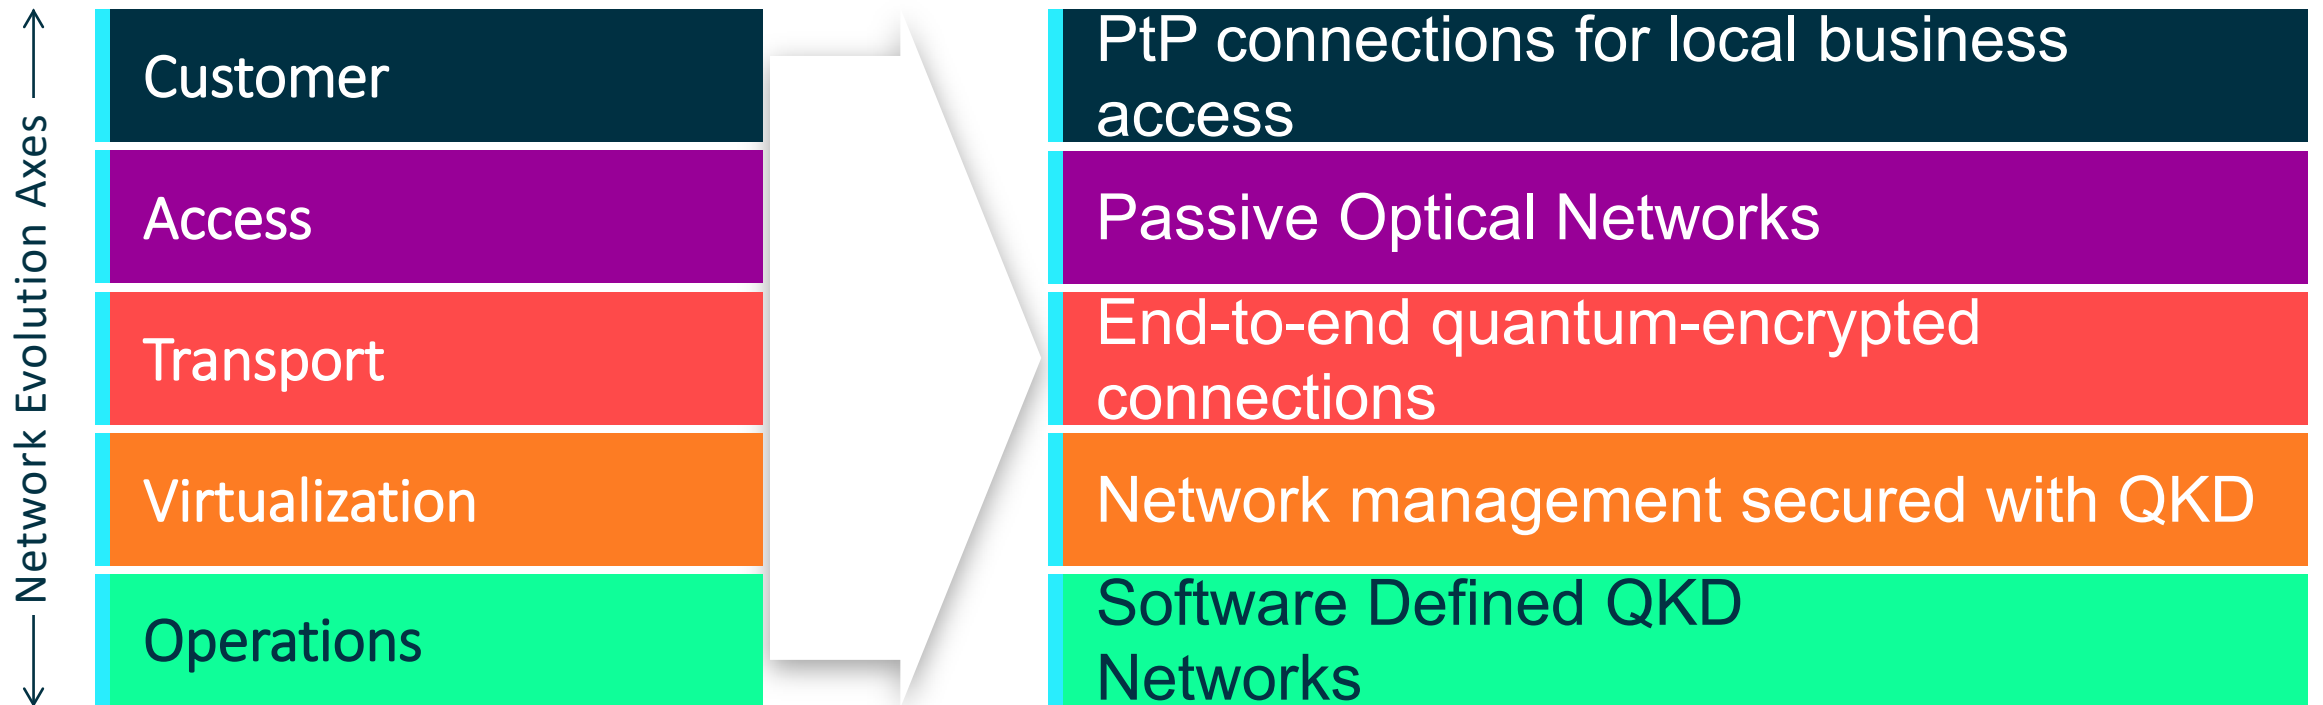 Network Evolution Axes
Customer
PtP connections for local business
access
Access
Passive Optical Networks
Transport
End-to-end quantum-encrypted
connections
Virtualization
Network management secured with QKD
Operations
Software Defined QKD
Networks